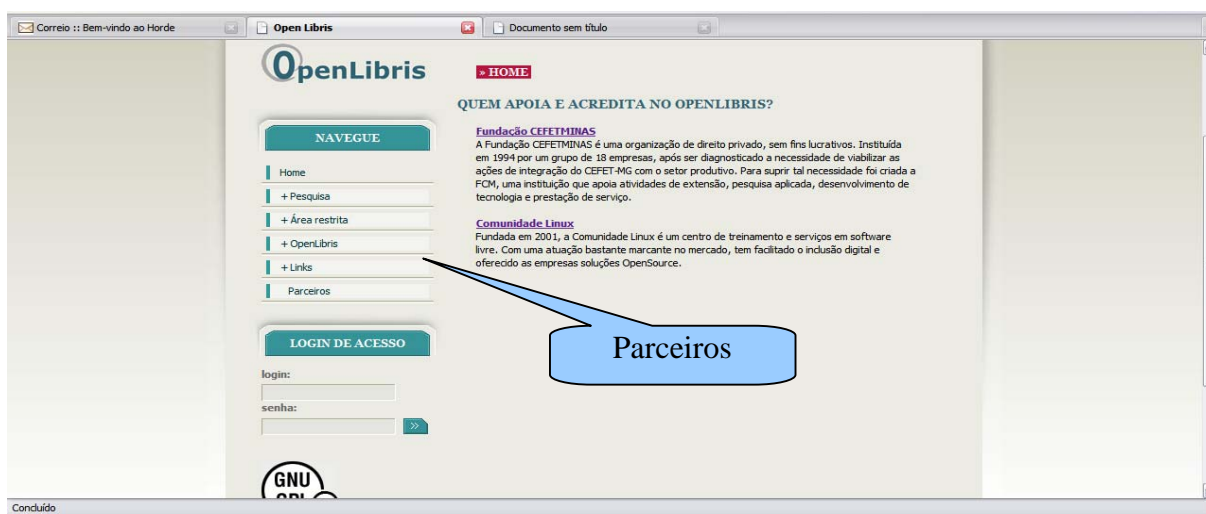 Correio :: Bem-vindo ao Horde
Open Libris
Documento sem título
OpenLibris
» HOME
QUEM APOIA E ACREDITA NO OPENLIBRIS?
NAVEGUE
Home
+ Pesquisa
+ Área restrita
+ OpenLibris
+ Links
Parceiros
Fundação CEFETMINAS
A Fundação CEFETMINAS é uma organização de direito privado, sem fins lucrativos. Instituída
em 1994 por um grupo de 18 empresas, após ser diagnosticado a necessidade de viabilizar as
ações de integração do CEFET-MG com o setor produtivo. Para suprir tal necessidade foi criada a
FCM, uma instituição que apoia atividades de extensão, pesquisa aplicada, desenvolvimento de
tecnologia e prestação de serviço.
Comunidade Linux
Fundada em 2001, a Comunidade Linux é um centro de treinamento e serviços em software
livre. Com uma atuação bastante marcante no mercado, tem facilitado o inclusão digital e
oferecido as empresas soluções OpenSource.
Parceiros
LOGIN DE ACESSO
login:
senha:
»
GNU
GPL
Concluído